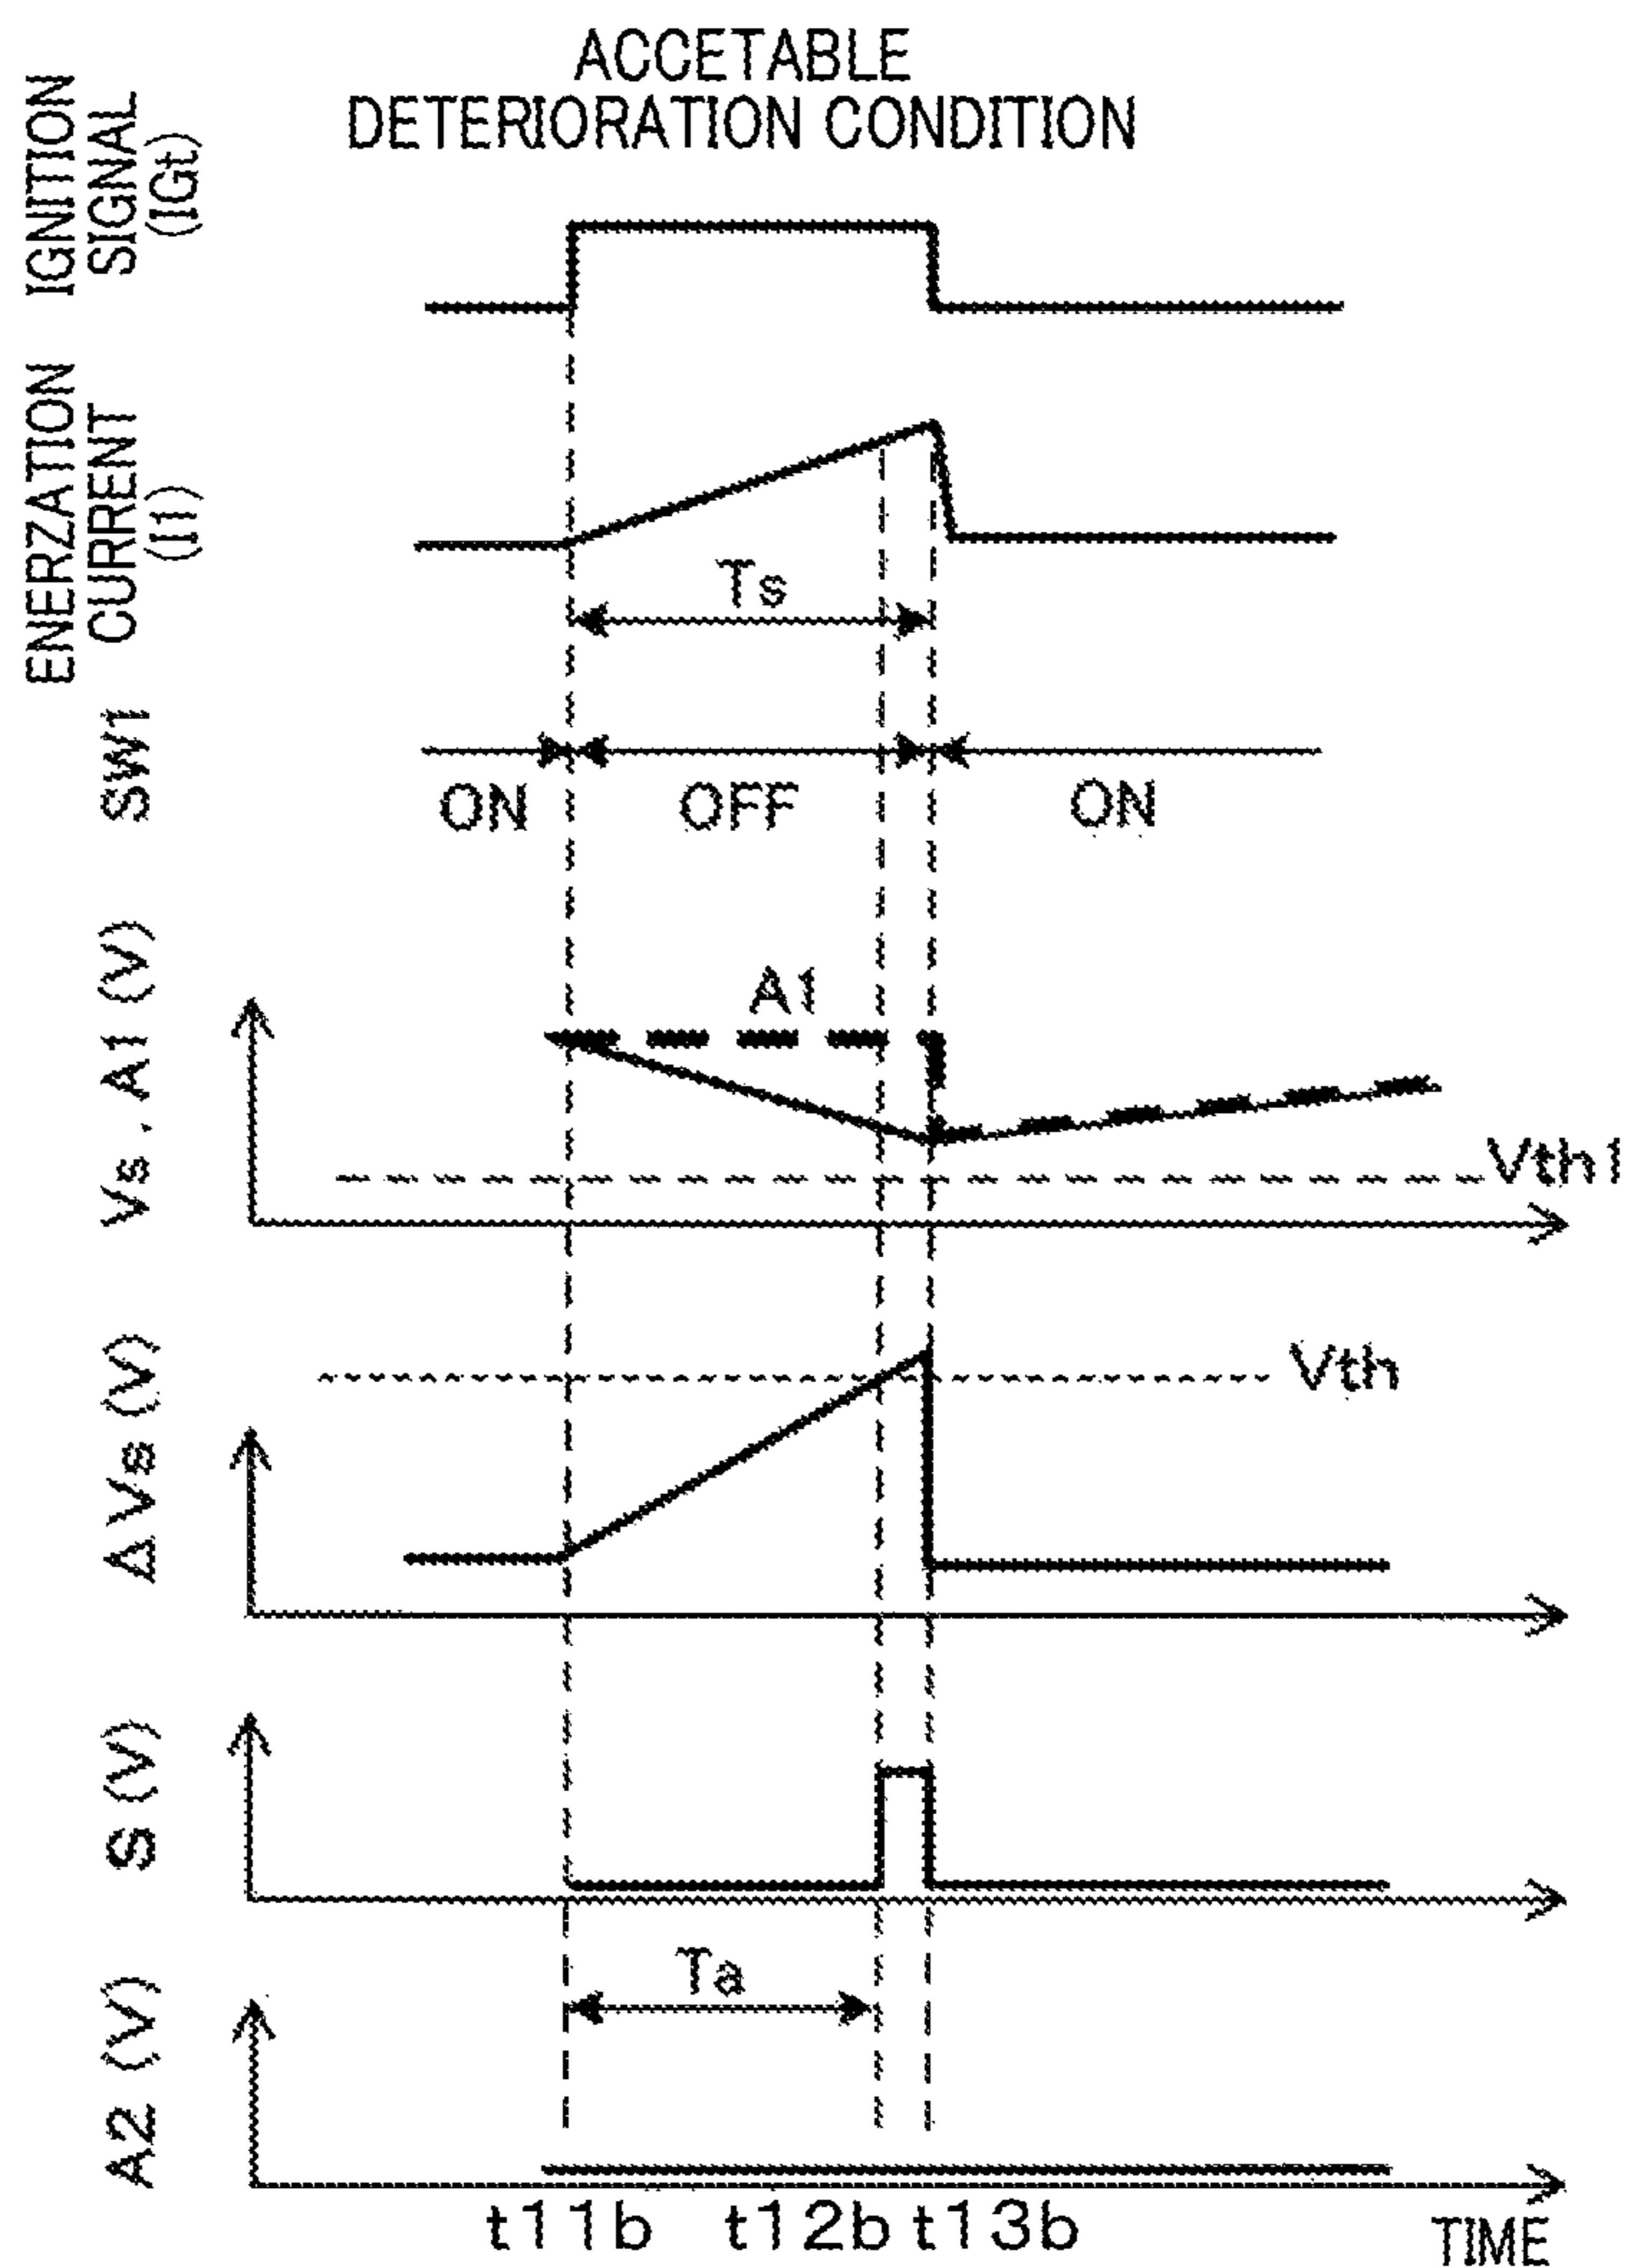 ACCETABLE
DETERIORATION CONDITION
IGNITION
SIGNAL
(IGt)
ENERZATION
CURRENT
(I1)
Ts
SW1
ON
OFF
ON
Vs, A1 (V)
A1
Vth1
ΔVs (V)
Vth
S (V)
Ta
A2 (V)
t11b
t12b
t13b
TIME